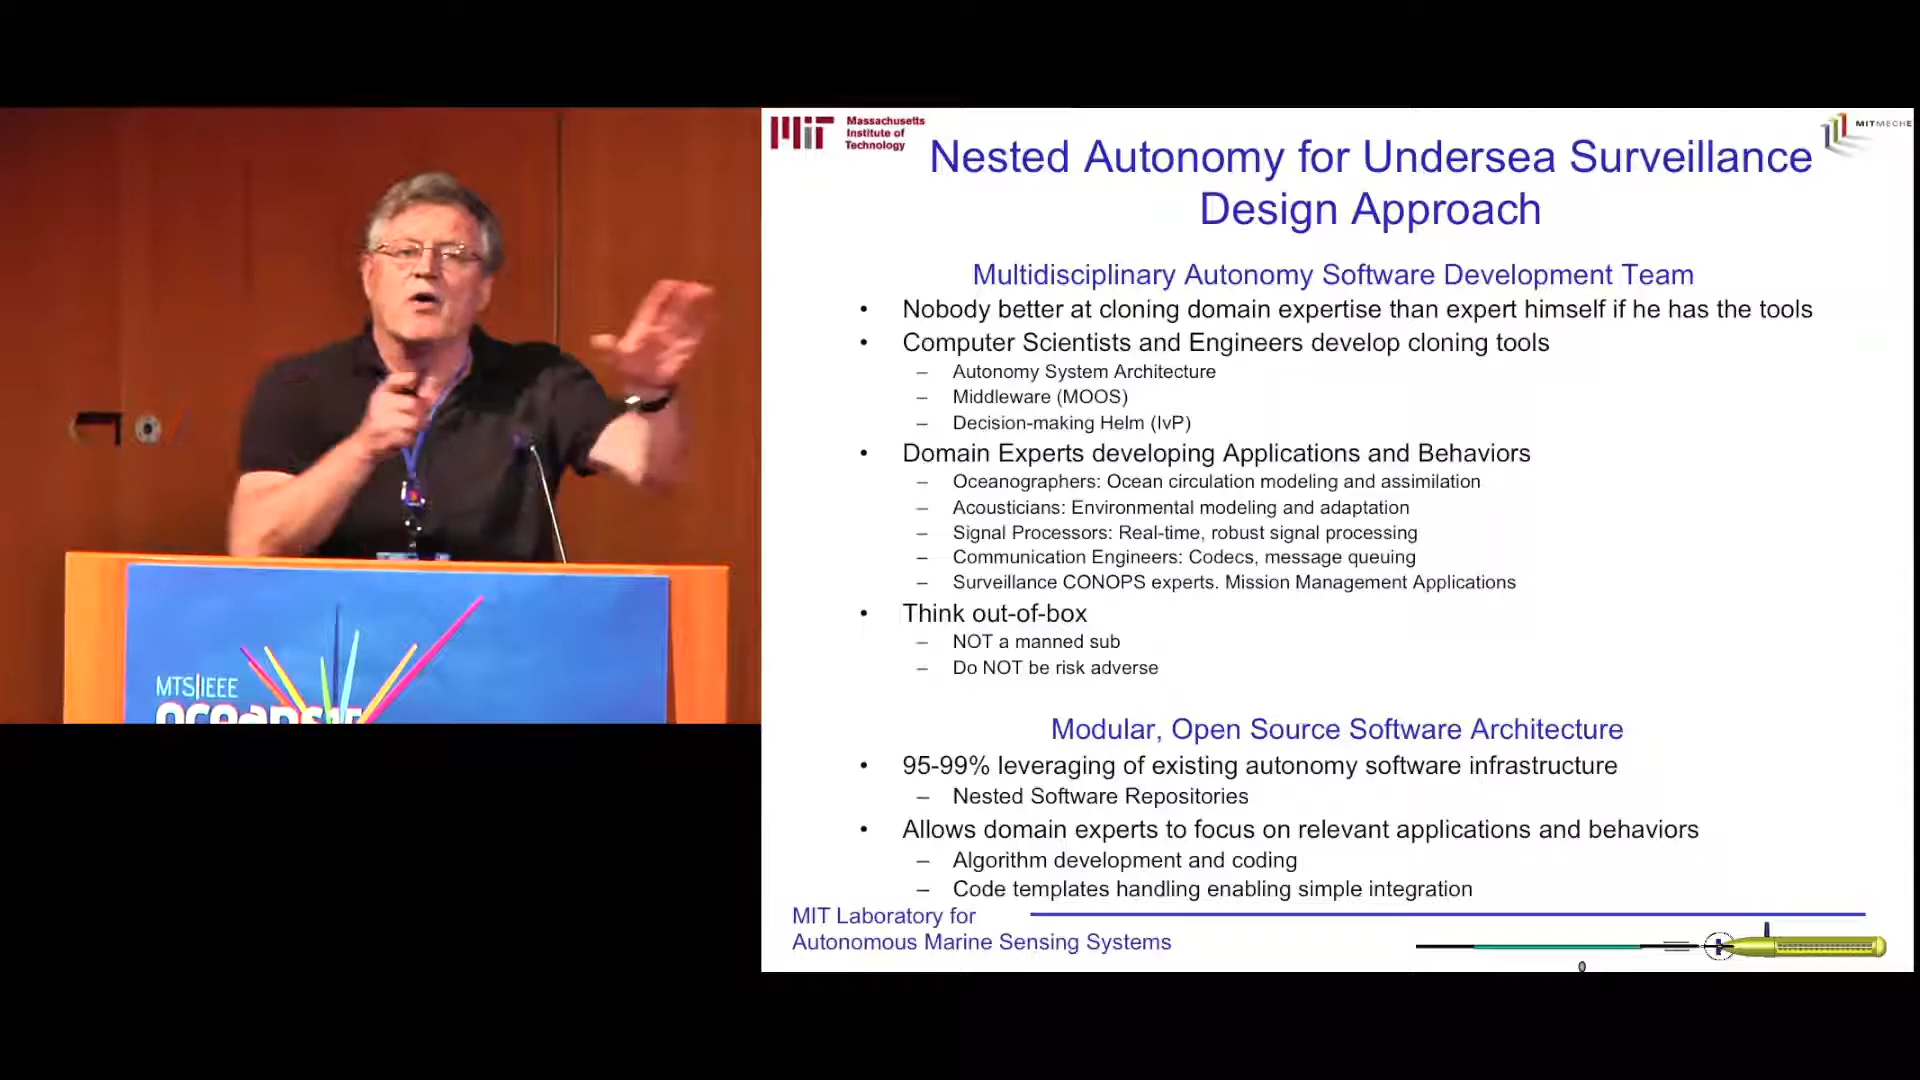 MTS|IEEE
Massachusetts
Institute of
Technology
MITMECHE
Nested Autonomy for Undersea Surveillance
Design Approach
Multidisciplinary Autonomy Software Development Team
• Nobody better at cloning domain expertise than expert himself if he has the tools
• Computer Scientists and Engineers develop cloning tools
– Autonomy System Architecture
– Middleware (MOOS)
– Decision-making Helm (IvP)
• Domain Experts developing Applications and Behaviors
– Oceanographers: Ocean circulation modeling and assimilation
– Acousticians: Environmental modeling and adaptation
– Signal Processors: Real-time, robust signal processing
– Communication Engineers: Codecs, message queuing
– Surveillance CONOPS experts. Mission Management Applications
• Think out-of-box
– NOT a manned sub
– Do NOT be risk adverse
Modular, Open Source Software Architecture
• 95-99% leveraging of existing autonomy software infrastructure
– Nested Software Repositories
• Allows domain experts to focus on relevant applications and behaviors
– Algorithm development and coding
– Code templates handling enabling simple integration
MIT Laboratory for
Autonomous Marine Sensing Systems